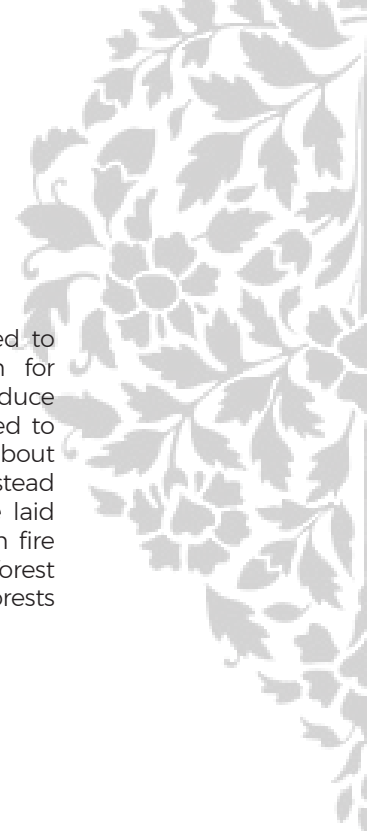 ed to
for
duce
ed to
bout
stead
laid
fire
orest
orests